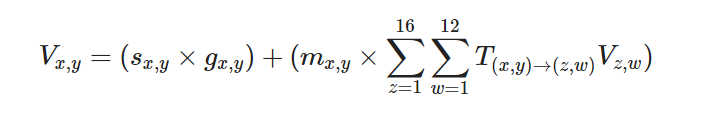 V_{x,y} = (s_{x,y} × g_{x,y}) + (m_{x,y} × \sum_{z=1}^{16} \sum_{w=1}^{12} T_{(x,y)→(z,w)} V_{z,w})